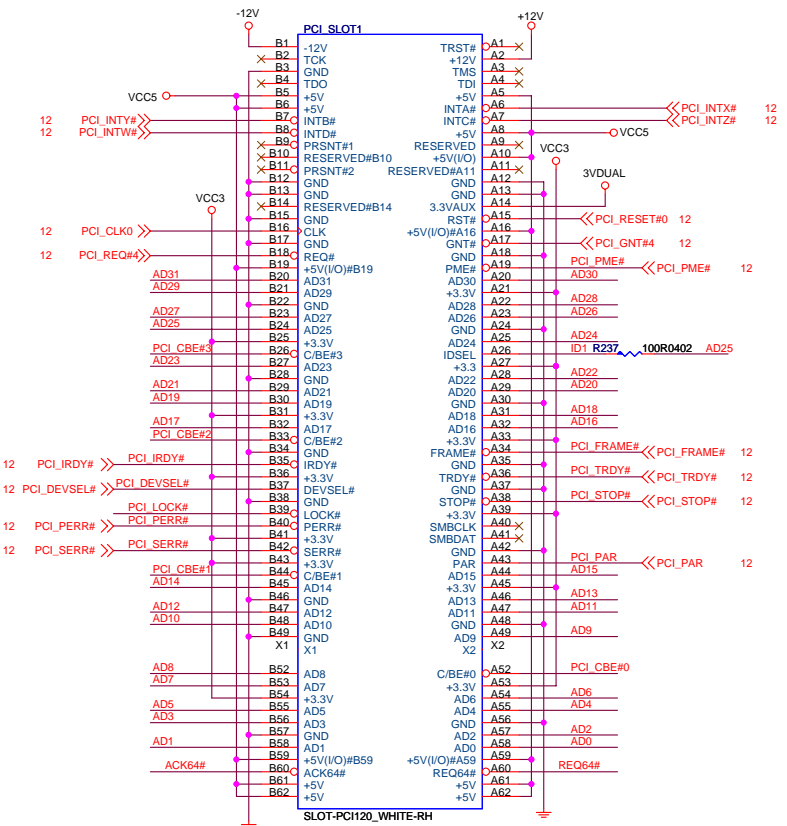 -12V +12V
PCI_SLOT1
B1 -12V TRST# A1
B2 TCK +12V A2
B3 GND TMS A3
B4 TDO TDI A4
VCC5 B5 +5V +5V A5
B6 +5V INTA# A6 PCI_INTX# 12
12 PCI_INTY# B7 INTB# INTC# A7 PCI_INTZ# 12
12 PCI_INTW# B8 INTD# +5V A8 VCC5
B9 PRSNT#1 RESERVED A9
B10 RESERVED#B10 +5V(I/O) A10 VCC3
B11 PRSNT#2 RESERVED#A11 A11
B12 GND GND A12 3VDUAL
B13 GND GND A13
VCC3 B14 RESERVED#B14 3.3VAUX A14
B15 GND RST# A15 PCI_RESET#0 12
12 PCI_CLK0 B16 CLK +5V(I/O)#A16 A16
B17 GND GNT# A17 PCI_GNT#4 12
12 PCI_REQ#4 B18 REQ# GND A18
B19 +5V(I/O)#B19 PME# A19 PCI_PME# PCI_PME# 12
AD31 B20 AD31 AD30 A20 AD30
AD29 B21 AD29 +3.3V A21
B22 GND AD28 A22 AD28
AD27 B23 AD27 AD26 A23 AD26
AD25 B24 AD25 GND A24
B25 +3.3V AD24 A25 AD24
PCI_CBE#3 B26 C/BE#3 IDSEL A26 ID1 R237 100R0402 AD25
AD23 B27 AD23 +3.3 A27
B28 GND AD22 A28 AD22
AD21 B29 AD21 AD20 A29 AD20
AD19 B30 AD19 GND A30
B31 +3.3V AD18 A31 AD18
AD17 B32 AD17 AD16 A32 AD16
PCI_CBE#2 B33 C/BE#2 +3.3V A33
B34 GND FRAME# A34 PCI_FRAME# PCI_FRAME# 12
12 PCI_IRDY# PCI_IRDY# B35 IRDY# GND A35
B36 +3.3V TRDY# A36 PCI_TRDY# PCI_TRDY# 12
12 PCI_DEVSEL# PCI_DEVSEL# B37 DEVSEL# GND A37
B38 GND STOP# A38 PCI_STOP# PCI_STOP# 12
PCI_LOCK# B39 LOCK# +3.3V A39
12 PCI_PERR# PCI_PERR# B40 PERR# SMBCLK A40
B41 +3.3V SMBDAT A41
12 PCI_SERR# PCI_SERR# B42 SERR# GND A42
B43 +3.3V PAR A43 PCI_PAR PCI_PAR 12
PCI_CBE#1 B44 C/BE#1 AD15 A44 AD15
AD14 B45 AD14 +3.3V A45
B46 GND AD13 A46 AD13
AD12 B47 AD12 AD11 A47 AD11
AD10 B48 AD10 GND A48
B49 GND AD9 A49 AD9
X1 X1 X2 X2
AD8 B52 AD8 C/BE#0 A52 PCI_CBE#0
AD7 B53 AD7 +3.3V A53
B54 +3.3V AD6 A54 AD6
AD5 B55 AD5 AD4 A55 AD4
AD3 B56 AD3 GND A56
B57 GND AD2 A57 AD2
AD1 B58 AD1 AD0 A58 AD0
B59 +5V(I/O)#B59 +5V(I/O)#A59 A59
ACK64# B60 ACK64# REQ64# A60 REQ64#
B61 +5V +5V A61
B62 +5V +5V A62
SLOT-PCI120_WHITE-RH